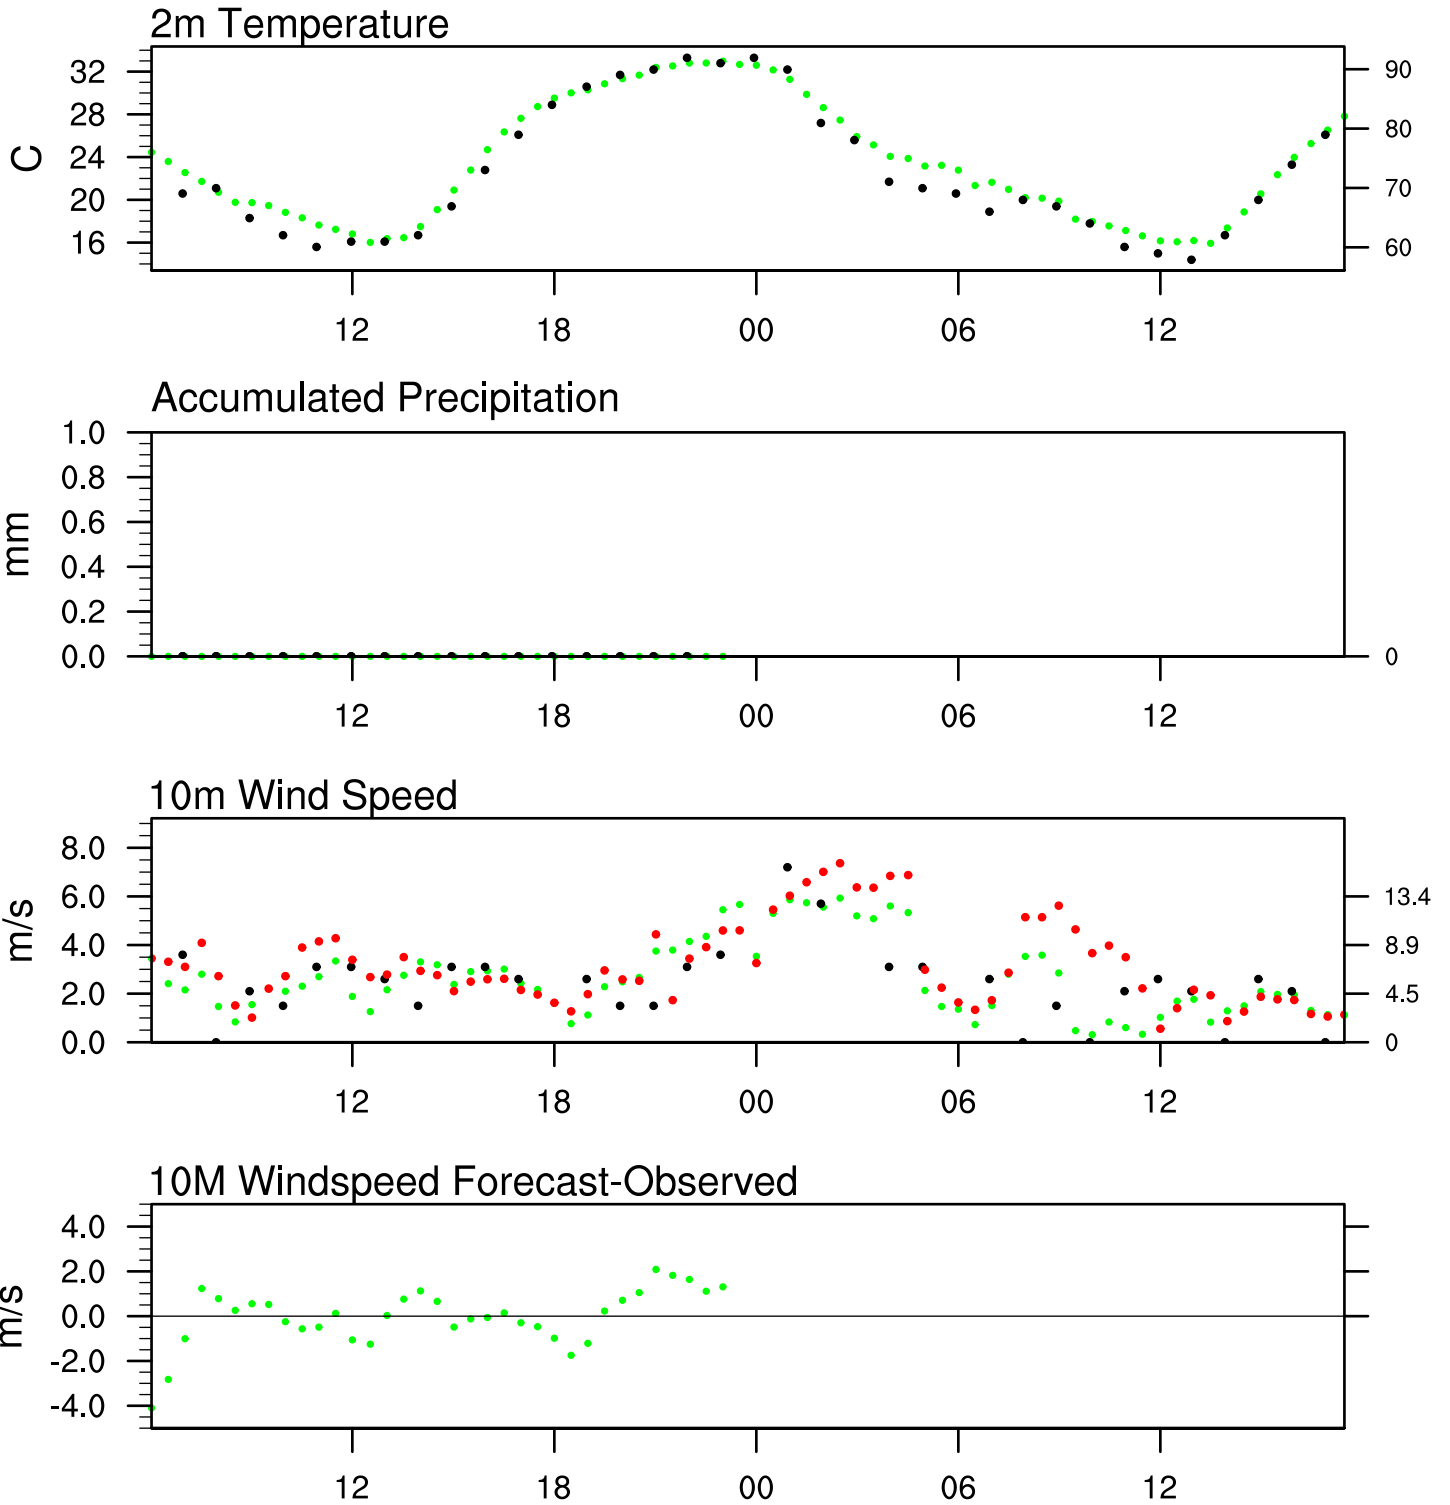 2m Temperature
32
28
24
20
16
C
90
80
70
60
12 18 00 06 12
Accumulated Precipitation
1.0
0.8
0.6
0.4
0.2
0.0
mm
0
12 18 00 06 12
10m Wind Speed
8.0
6.0
4.0
2.0
0.0
m/s
13.4
8.9
4.5
0
12 18 00 06 12
10M Windspeed Forecast-Observed
4.0
2.0
0.0
-2.0
-4.0
m/s
12 18 00 06 12